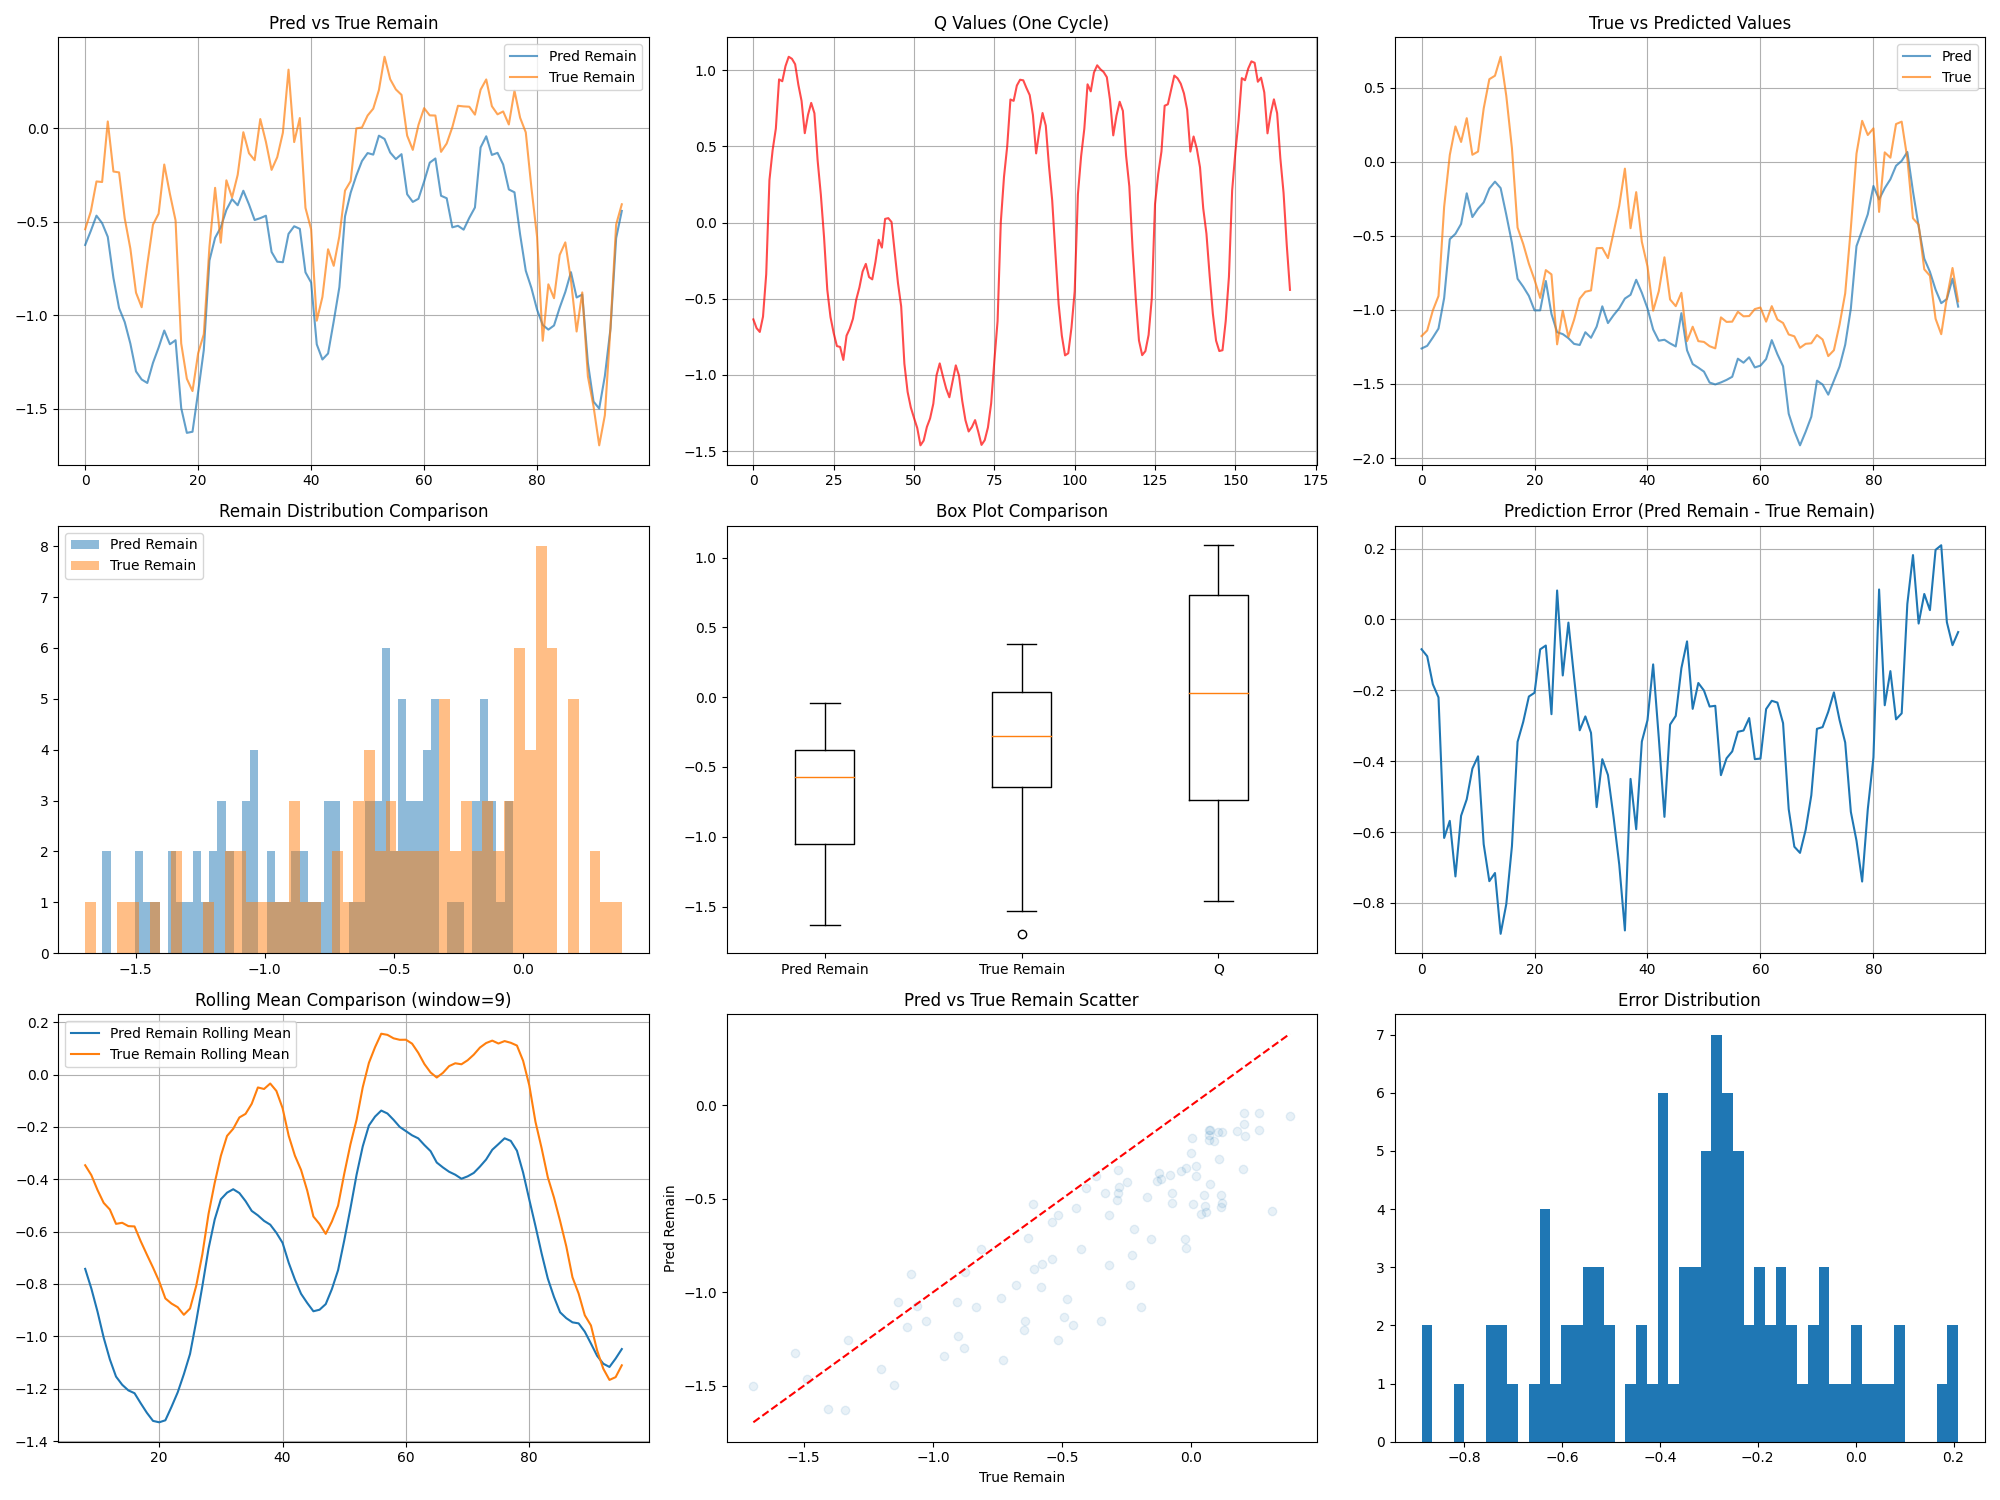 Pred vs True Remain
Pred Remain
True Remain
0.0
−0.5
−1.0
−1.5
0 20 40 60 80
Q Values (One Cycle)
1.0
0.5
0.0
−0.5
−1.0
−1.5
0 25 50 75 100 125 150 175
True vs Predicted Values
Pred
True
0.5
0.0
−0.5
−1.0
−1.5
−2.0
0 20 40 60 80
Remain Distribution Comparison
Pred Remain
True Remain
8
7
6
5
4
3
2
1
0
−1.5 −1.0 −0.5 0.0
Box Plot Comparison
1.0
0.5
0.0
−0.5
−1.0
−1.5
Pred Remain True Remain Q
Prediction Error (Pred Remain - True Remain)
0.2
0.0
−0.2
−0.4
−0.6
−0.8
0 20 40 60 80
Rolling Mean Comparison (window=9)
Pred Remain Rolling Mean
True Remain Rolling Mean
0.2
0.0
−0.2
−0.4
−0.6
−0.8
−1.0
−1.2
−1.4
20 40 60 80
Pred vs True Remain Scatter
Pred Remain
0.0
−0.5
−1.0
−1.5
−1.5 −1.0 −0.5 0.0
True Remain
Error Distribution
7
6
5
4
3
2
1
0
−0.8 −0.6 −0.4 −0.2 0.0 0.2